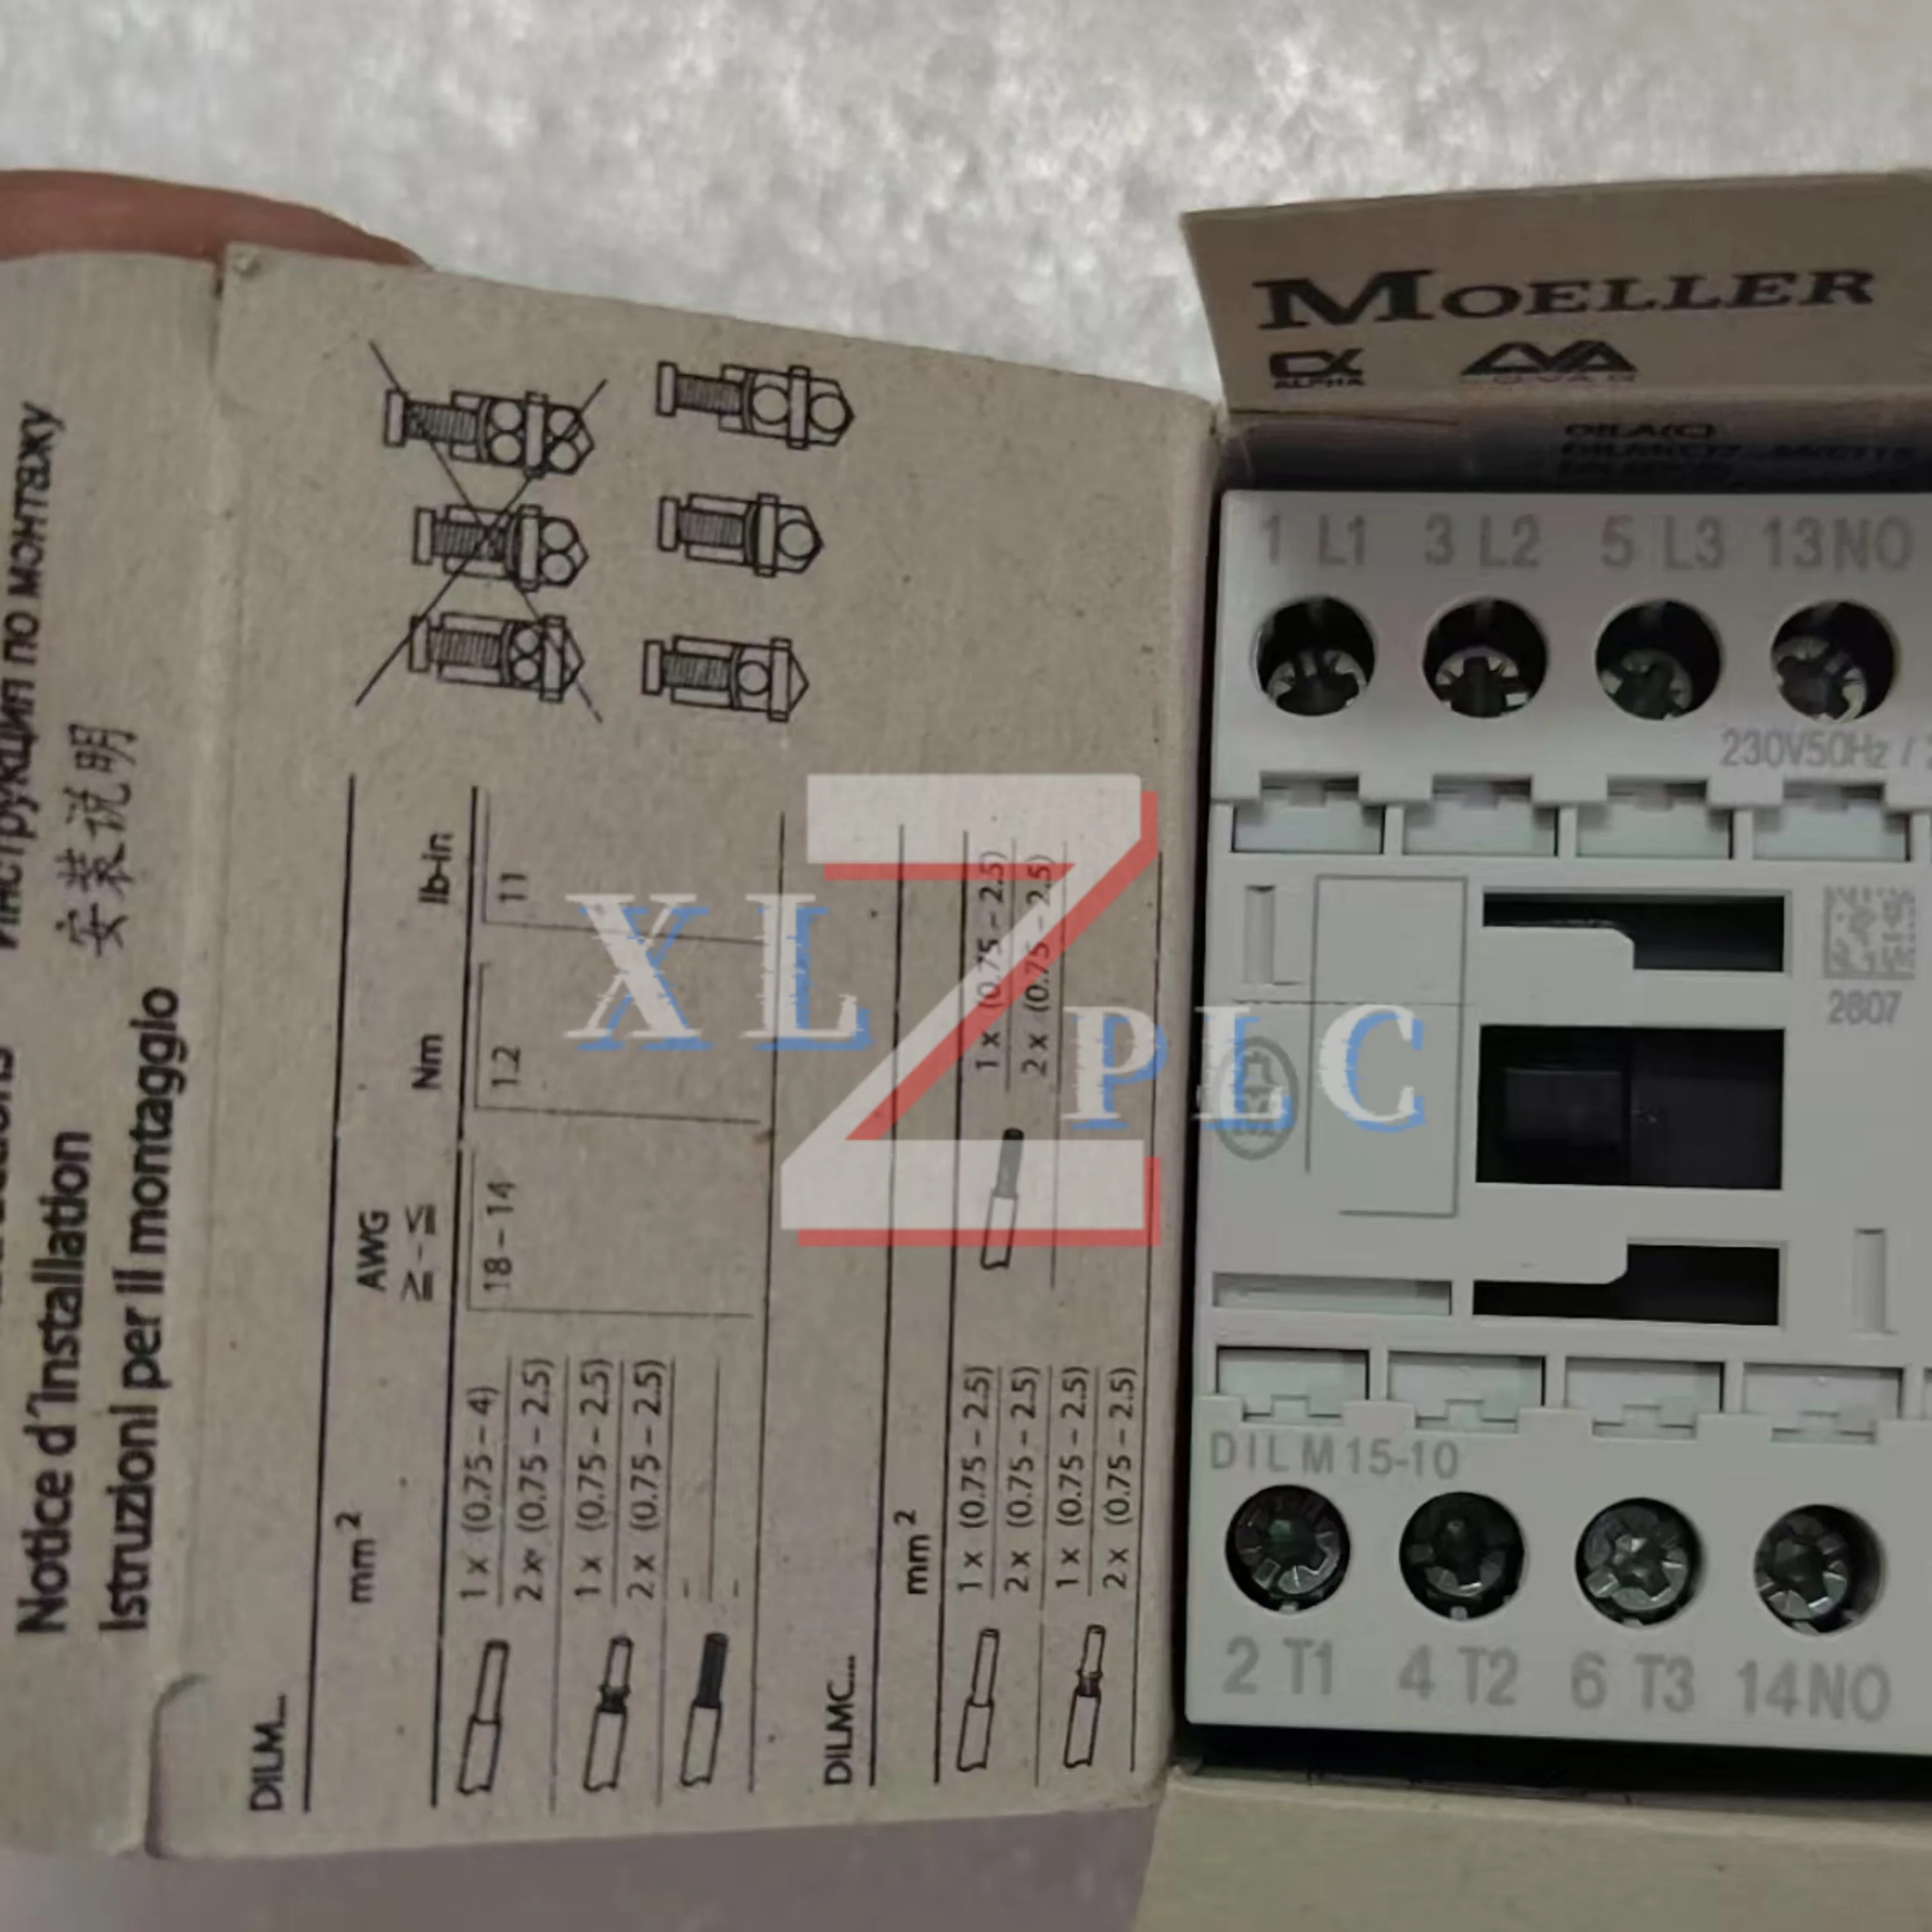 Инструкция по монтажу
安装说明
Notice d'installation
Istruzioni per il montaggio
DILM...
mm²
AWG
≧-≦
Nm
lb-in
1 x (0.75 – 4)
2 x (0.75 – 2.5)
18 – 14
1.2
11
1 x (0.75 – 2.5)
2 x (0.75 – 2.5)
–
–
DILMC...
mm²
1 x (0.75 – 2.5)
2 x (0.75 – 2.5)
1 x (0.75 – 2.5)
2 x (0.75 – 2.5)
1 x (0.75 – 2.5)
2 x (0.75 – 2.5)
MOELLER
ALPHA
DILA(C)
1 L1 3 L2 5 L3 13NO
230V50Hz /
2807
DILM15-10
2 T1 4 T2 6 T3 14NO
XLZPLC